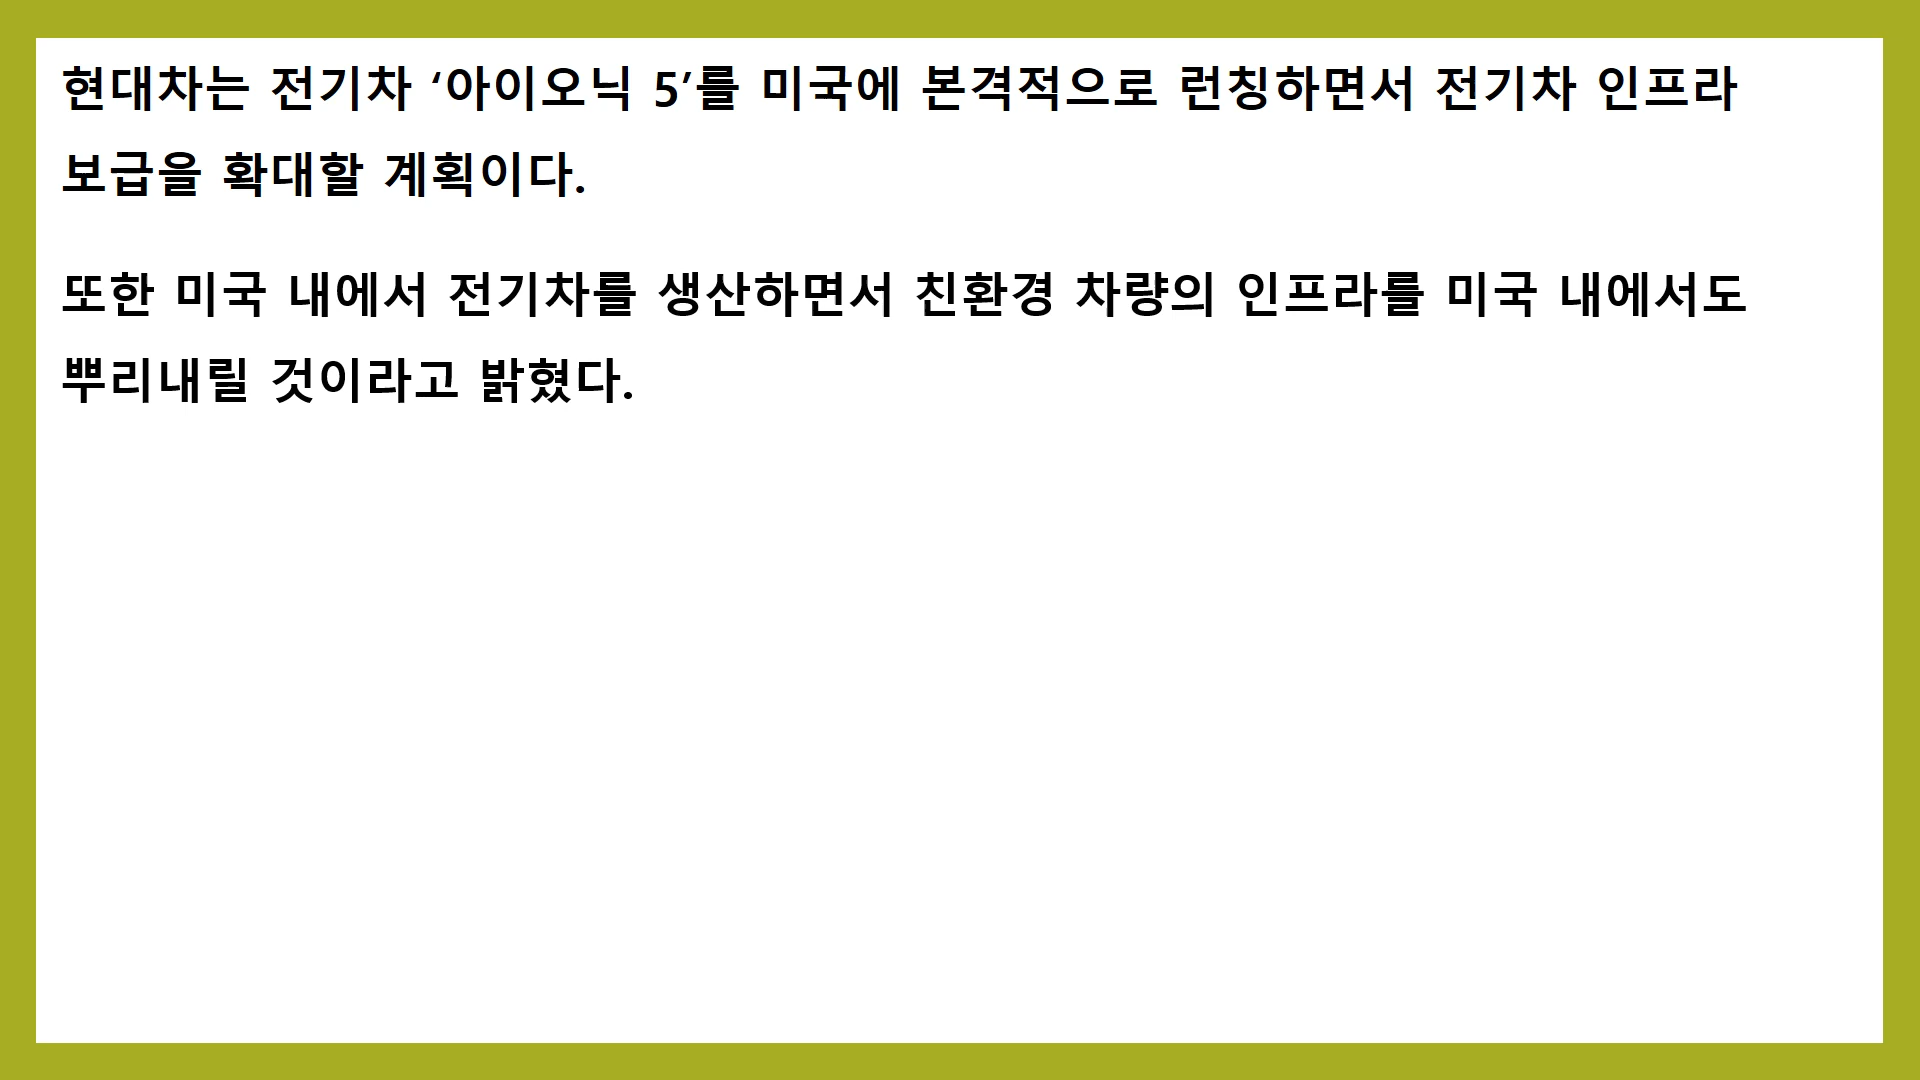 현대차는 전기차 ‘아이오닉 5’를 미국에 본격적으로 런칭하면서 전기차 인프라
보급을 확대할 계획이다.
또한 미국 내에서 전기차를 생산하면서 친환경 차량의 인프라를 미국 내에서도
뿌리내릴 것이라고 밝혔다.